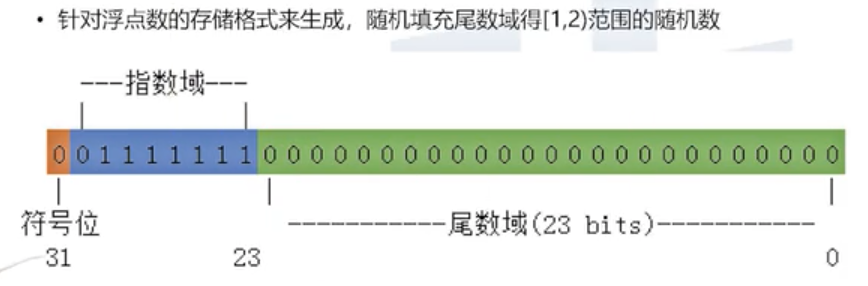 • 针对浮点数的存储格式来生成，随机填充尾数域得[1,2)范围的随机数
---指数域---
0 0 1 1 1 1 1 1 1 0 0 0 0 0 0 0 0 0 0 0 0 0 0 0 0 0 0 0 0 0 0 0 0
符号位 -----------尾数域(23 bits)-----------
31 23 0